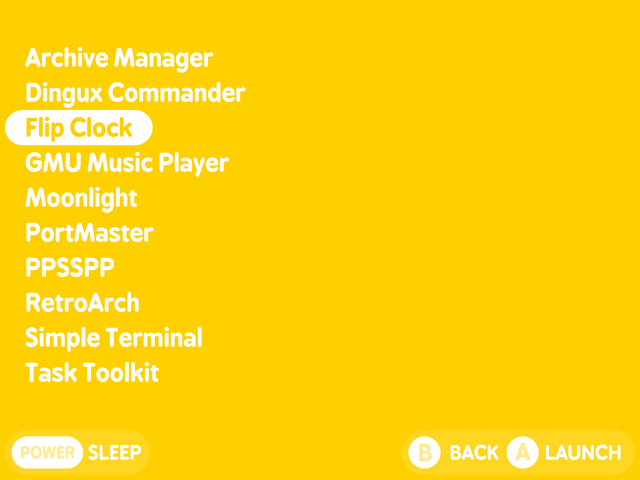 Archive Manager
Dingux Commander
Flip Clock
GMU Music Player
Moonlight
PortMaster
PPSSPP
RetroArch
Simple Terminal
Task Toolkit
POWER SLEEP B BACK A LAUNCH